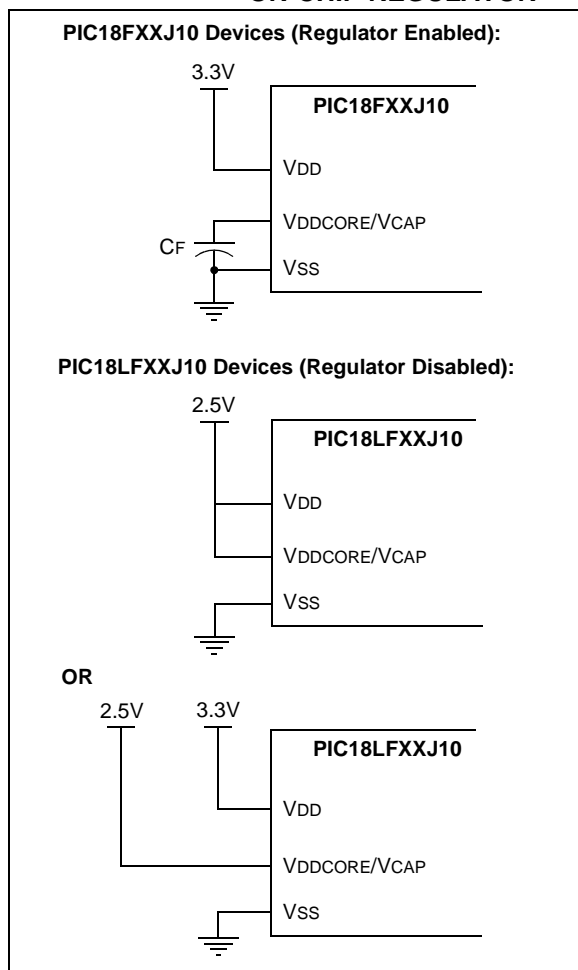 PIC18FXXJ10 Devices (Regulator Enabled):
3.3V
PIC18FXXJ10
VDD
VDDCORE/VCAP
CF
VSS
PIC18LFXXJ10 Devices (Regulator Disabled):
2.5V
PIC18LFXXJ10
VDD
VDDCORE/VCAP
VSS
OR
2.5V 3.3V
PIC18LFXXJ10
VDD
VDDCORE/VCAP
VSS